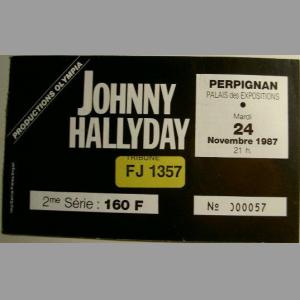 PRODUCTIONS OLYMPIA
JOHNNY
HALLYDAY
TRIBUNE
FJ 1357
2me Série : 160 F
PERPIGNAN
PALAIS des EXPOSITIONS
Mardi
24
Novembre 1987
21 h.
No 000057